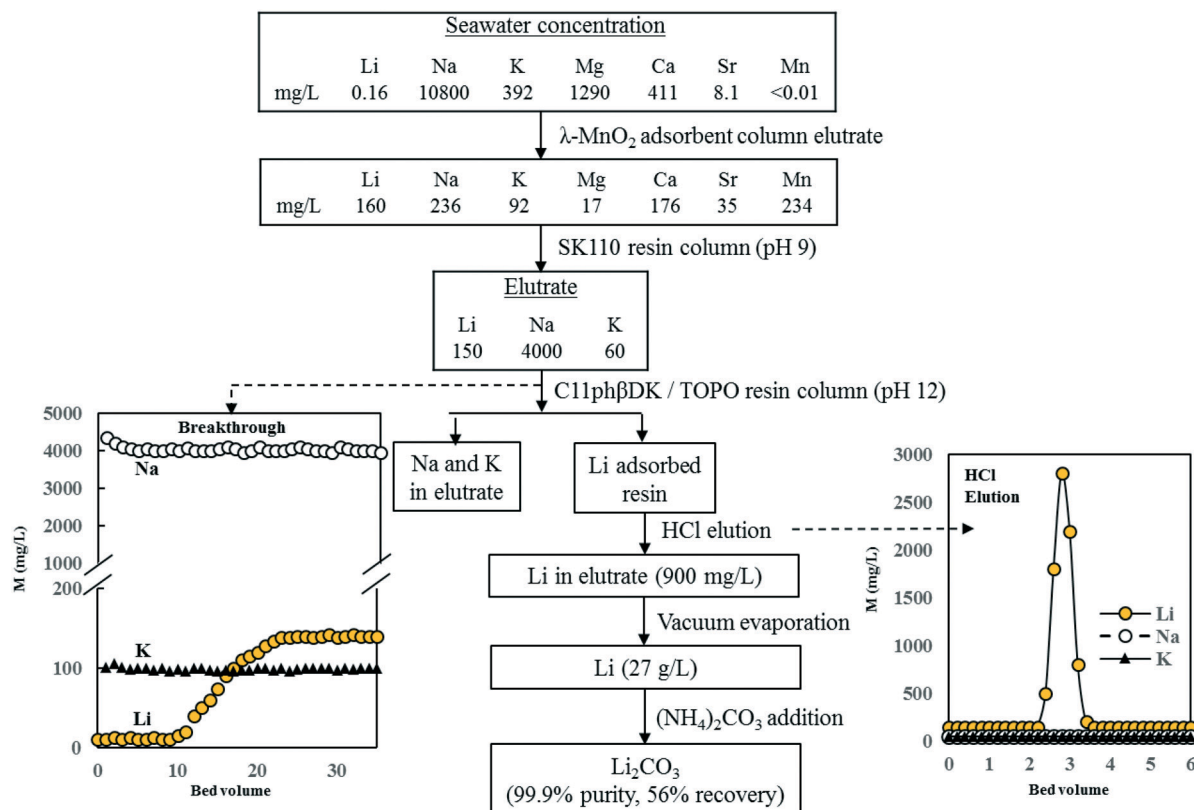 Seawater concentration
Li Na K Mg Ca Sr Mn
mg/L 0.16 10800 392 1290 411 8.1 <0.01
λ-MnO₂ adsorbent column elutrate
Li Na K Mg Ca Sr Mn
mg/L 160 236 92 17 176 35 234
SK110 resin column (pH 9)
Elutrate
Li Na K
150 4000 60
C11phβDK / TOPO resin column (pH 12)
5000
4000
3000
2000
1000
200
100
0
M (mg/L)
Breakthrough
Na
K
Li
0 10 20 30
Bed volume
Na and K
in elutrate
Li adsorbed
resin
HCl elution
Li in elutrate (900 mg/L)
Vacuum evaporation
Li (27 g/L)
(NH₄)₂CO₃ addition
Li₂CO₃
(99.9% purity, 56% recovery)
3000
2500
2000
1500
1000
500
0
M (mg/L)
HCl
Elution
Li
Na
K
0 1 2 3 4 5 6
Bed volume